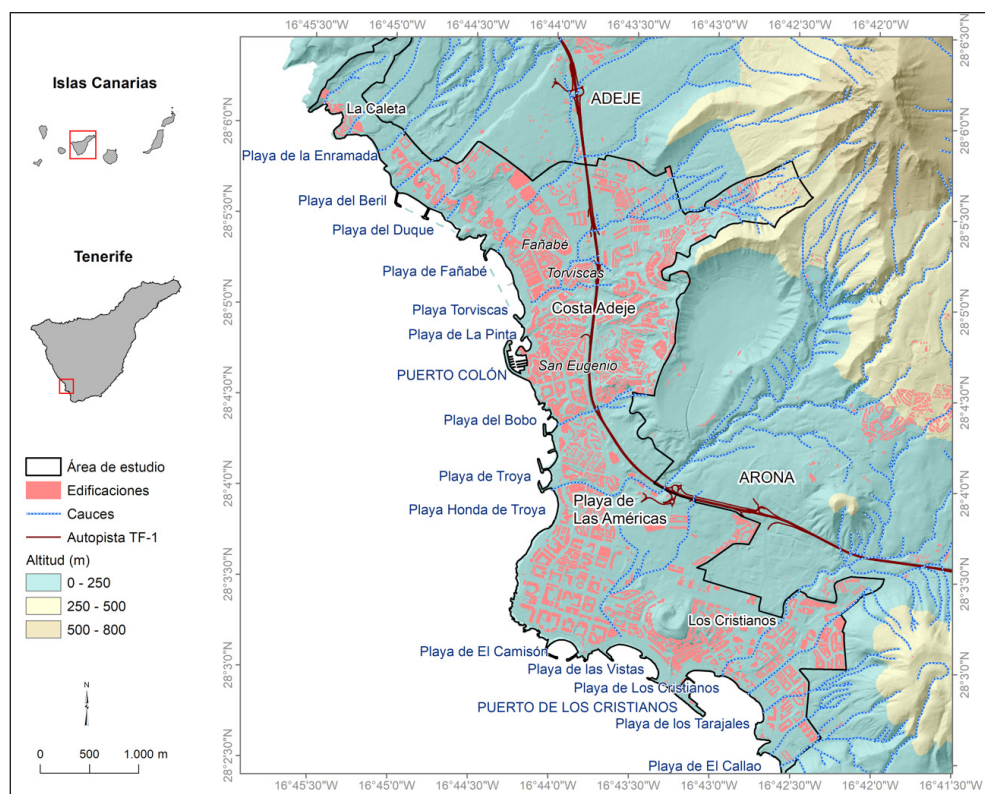 16°45'30"W 16°45'0"W 16°44'30"W 16°44'0"W 16°43'30"W 16°43'0"W 16°42'30"W 16°42'0"W
28°6'30"N
28°6'0"N
28°5'30"N
28°5'0"N
28°4'30"N
28°4'0"N
28°3'30"N
28°3'0"N
28°2'30"N
Islas Canarias
Tenerife
Área de estudio
Edificaciones
Cauces
Autopista TF-1
Altitud (m)
0 - 250
250 - 500
500 - 800
N
0 500 1.000 m
ADEJE
La Caleta
Playa de la Enramada
Playa del Beril
Playa del Duque
Fañabé
Playa de Fañabé
Torviscas
Playa Torviscas
Costa Adeje
Playa de La Pinta
San Eugenio
PUERTO COLÓN
Playa del Bobo
Playa de Troya
ARONA
Playa de
Las Américas
Playa Honda de Troya
Los Cristianos
Playa de El Camisón
Playa de las Vistas
Playa de Los Cristianos
PUERTO DE LOS CRISTIANOS
Playa de los Tarajales
Playa de El Callao
28°6'30"N
28°6'0"N
28°5'30"N
28°5'0"N
28°4'30"N
28°4'0"N
28°3'30"N
28°3'0"N
16°45'30"W 16°45'0"W 16°44'30"W 16°44'0"W 16°43'30"W 16°43'0"W 16°42'30"W 16°42'0"W 16°41'30"W